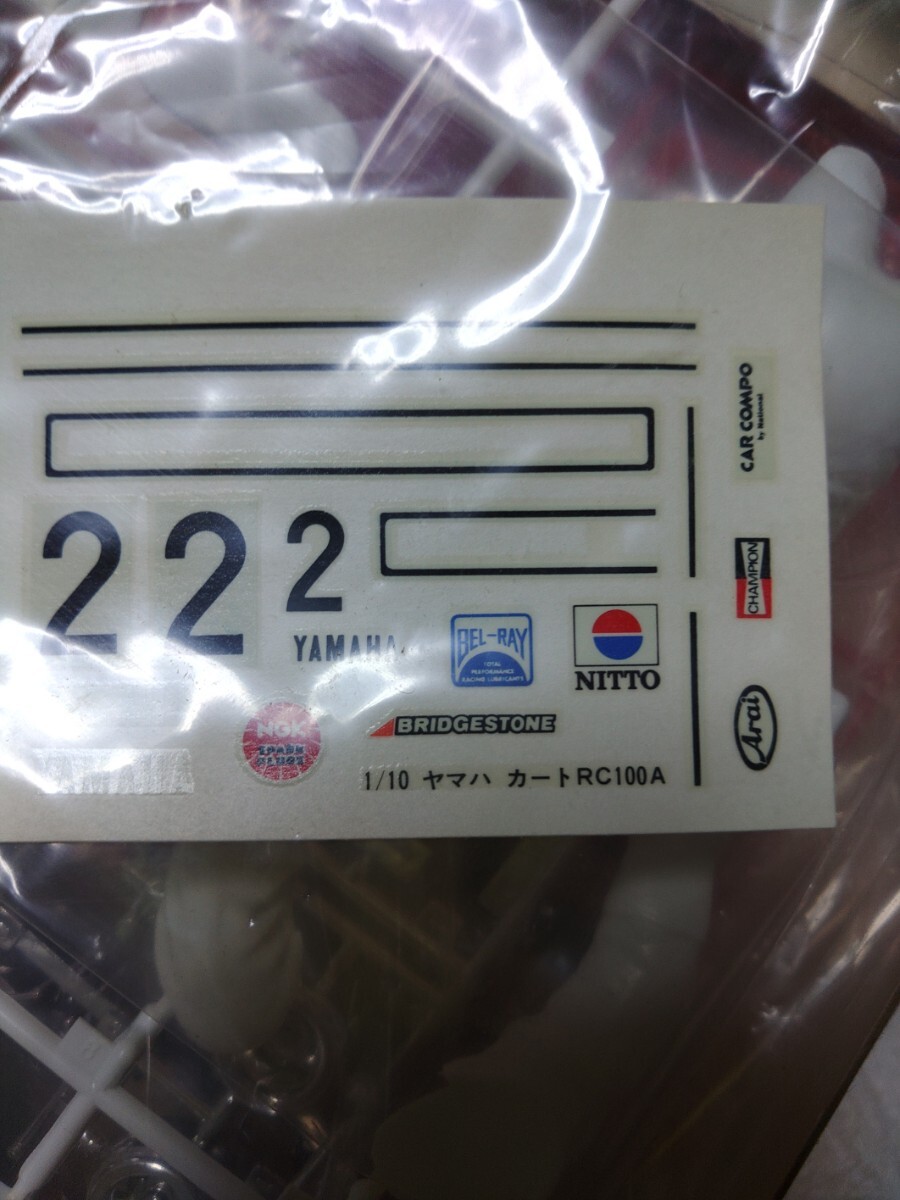 CAR COMPO
by National
2 2 2
CHAMPION
YAMAHA
BEL-RAY
TOTAL
PERFORMANCE
RACING LUBRICANTS
NITTO
NGK
SPARK
PLUGS
BRIDGESTONE
Arai
YAMAHA
1/10 ヤマハ カートRC100A